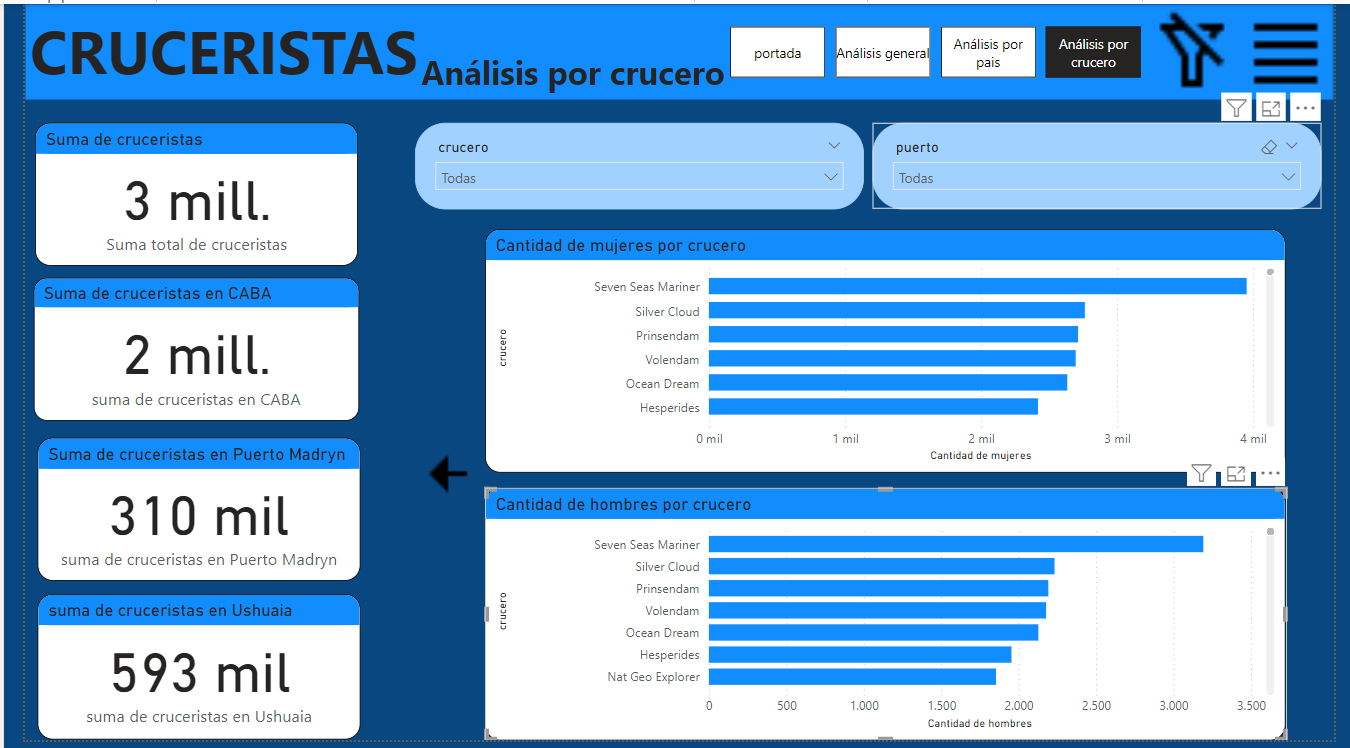 CRUCERISTAS
Análisis por crucero
portada
Análisis general
Análisis por
pais
Análisis por
crucero
Suma de cruceristas
3 mill.
Suma total de cruceristas
Suma de cruceristas en CABA
2 mill.
suma de cruceristas en CABA
Suma de cruceristas en Puerto Madryn
310 mil
suma de cruceristas en Puerto Madryn
suma de cruceristas en Ushuaia
593 mil
suma de cruceristas en Ushuaia
crucero
Todas
puerto
Todas
Cantidad de mujeres por crucero
crucero
Seven Seas Mariner
Silver Cloud
Prinsendam
Volendam
Ocean Dream
Hesperides
0 mil 1 mil 2 mil 3 mil 4 mil
Cantidad de mujeres
Cantidad de hombres por crucero
crucero
Seven Seas Mariner
Silver Cloud
Prinsendam
Volendam
Ocean Dream
Hesperides
Nat Geo Explorer
0 500 1.000 1.500 2.000 2.500 3.000 3.500
Cantidad de hombres